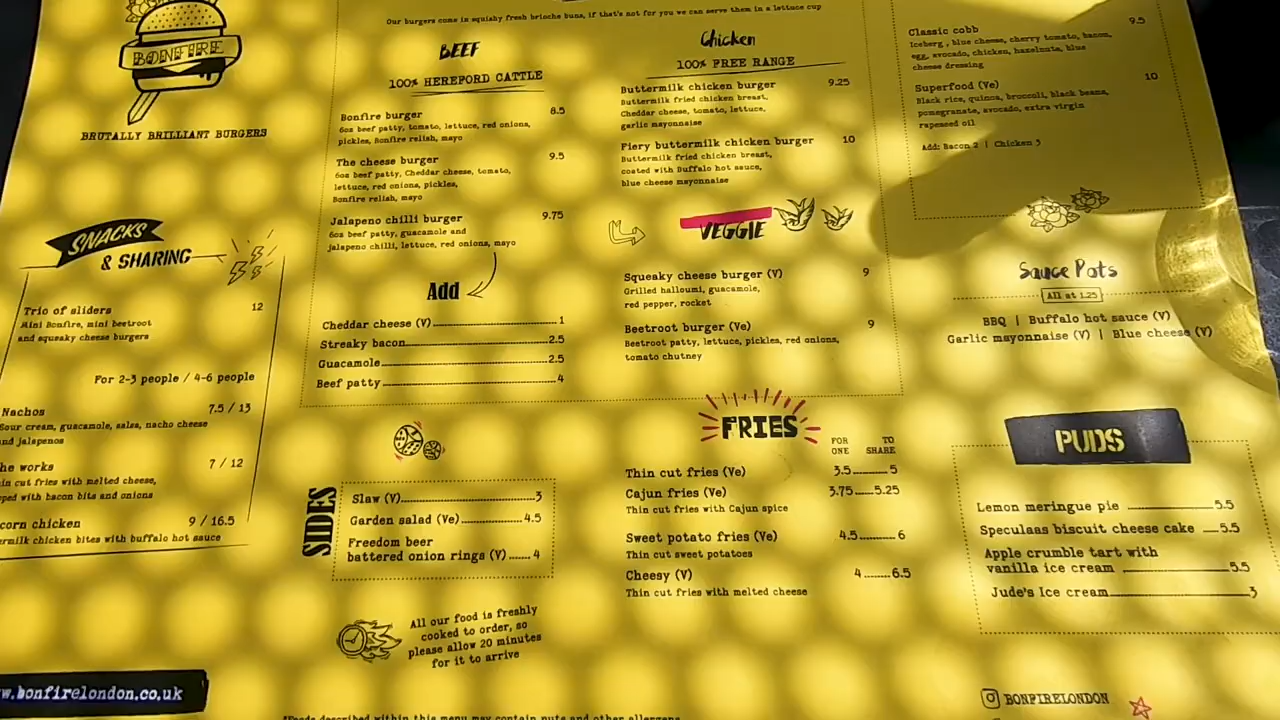 Our burgers come in squishy fresh brioche buns, if that's not for you we can serve them in a lettuce cup
BONFIRE
BRUTALLY BRILLIANT BURGERS
SNACKS
& SHARING
Trio of sliders 12
Mini Bonfire, mini beetroot
and squeaky cheese burgers
For 2-3 people / 4-6 people
Nachos 7.5 / 13
Sour cream, guacamole, salsa, nacho cheese
and jalapenos
he works 7 / 12
in cut fries with melted cheese,
pped with bacon bits and onions
corn chicken 9 / 16.5
ermilk chicken bites with buffalo hot sauce
w.bonfirelondon.co.uk
BEEF
100% HEREFORD CATTLE
Bonfire burger 8.5
6oz beef patty, tomato, lettuce, red onions,
pickles, Bonfire relish, mayo
The cheese burger 9.5
6oz beef patty, Cheddar cheese, tomato,
lettuce, red onions, pickles,
Bonfire relish, mayo
Jalapeno chilli burger 9.75
6oz beef patty, guacamole and
jalapeno chilli, lettuce, red onions, mayo
Add
Cheddar cheese (V) 1
Streaky bacon 2.5
Guacamole 2.5
Beef patty 4
SIDES
Slaw (V) 3
Garden salad (Ve) 4.5
Freedom beer
battered onion rings (V) 4
All our food is freshly
cooked to order, so
please allow 20 minutes
for it to arrive
Chicken
100% FREE RANGE
Buttermilk chicken burger 9.25
Buttermilk fried chicken breast,
Cheddar cheese, tomato, lettuce,
garlic mayonnaise
Fiery buttermilk chicken burger 10
Buttermilk fried chicken breast,
coated with Buffalo hot sauce,
blue cheese mayonnaise
VEGGIE
Squeaky cheese burger (V) 9
Grilled halloumi, guacamole,
red pepper, rocket
Beetroot burger (Ve) 9
Beetroot patty, lettuce, pickles, red onions,
tomato chutney
FRIES
FOR ONE TO SHARE
Thin cut fries (Ve) 3.5 5
Cajun fries (Ve) 3.75 5.25
Thin cut fries with Cajun spice
Sweet potato fries (Ve) 4.5 6
Thin cut sweet potatoes
Cheesy (V) 4 6.5
Thin cut fries with melted cheese
Classic cobb 9.5
Iceberg, blue cheese, cherry tomato, bacon,
egg, avocado, chicken, hazelnuts, blue
cheese dressing
Superfood (Ve) 10
Black rice, quinoa, broccoli, black beans,
pomegranate, avocado, extra virgin
rapeseed oil
Add: Bacon 2 | Chicken 3
Sauce Pots
All at 1.25
BBQ | Buffalo hot sauce (V)
Garlic mayonnaise (V) | Blue cheese (V)
PUDS
Lemon meringue pie 5.5
Speculaas biscuit cheese cake 5.5
Apple crumble tart with
vanilla ice cream 5.5
Jude's Ice cream 3
BONFIRELONDON
*Foods described within this menu may contain nuts and other allergens